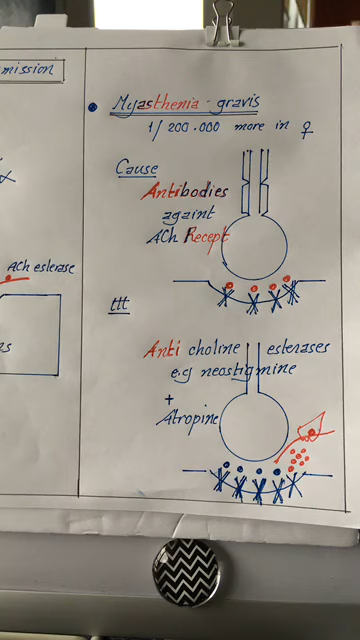 mission
ACh esterase
Myasthenia-gravis
1/200.000 more in ♀
Cause
Antibodies
againt
ACh Recept
ttt
Anti choline esterases
e.g neostigmine
+
Atropine